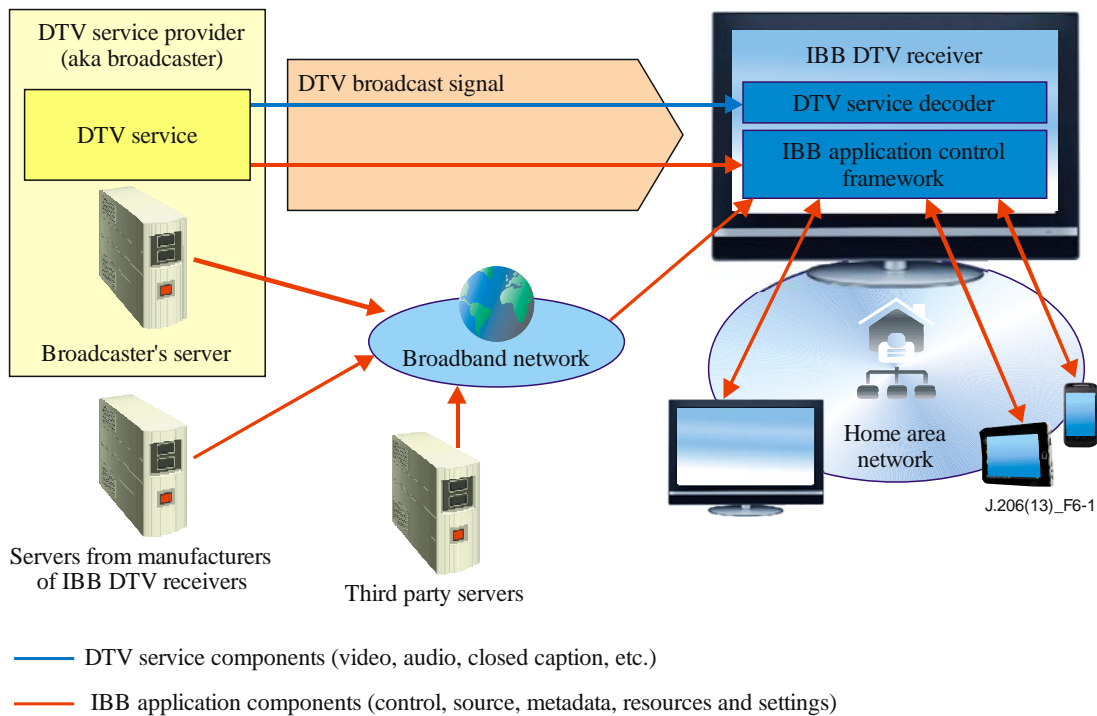 DTV service provider
(aka broadcaster)
DTV service
Broadcaster's server
DTV broadcast signal
IBB DTV receiver
DTV service decoder
IBB application control
framework
Broadband network
Home area
network
J.206(13)_F6-1
Servers from manufacturers
of IBB DTV receivers
Third party servers
DTV service components (video, audio, closed caption, etc.)
IBB application components (control, source, metadata, resources and settings)